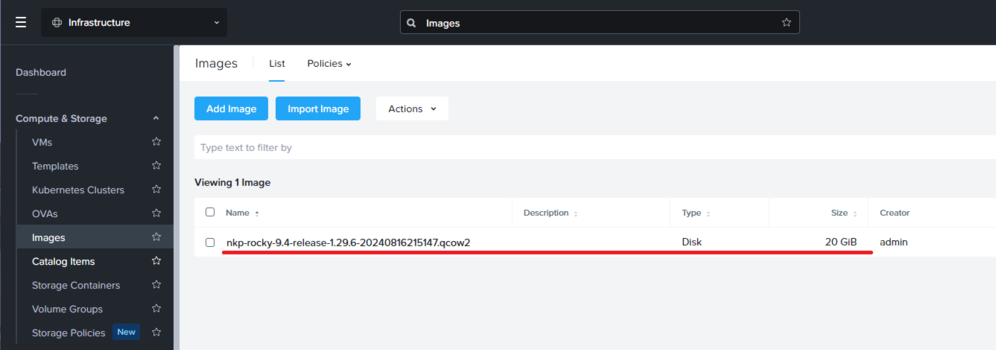 Infrastructure
Images
Dashboard
Compute & Storage
VMs
Templates
Kubernetes Clusters
OVAs
Images
Catalog Items
Storage Containers
Volume Groups
Storage Policies New
Images List Policies
Add Image Import Image Actions
Type text to filter by
Viewing 1 Image
Name Description Type Size Creator
nkp-rocky-9.4-release-1.29.6-20240816215147.qcow2 Disk 20 GiB admin